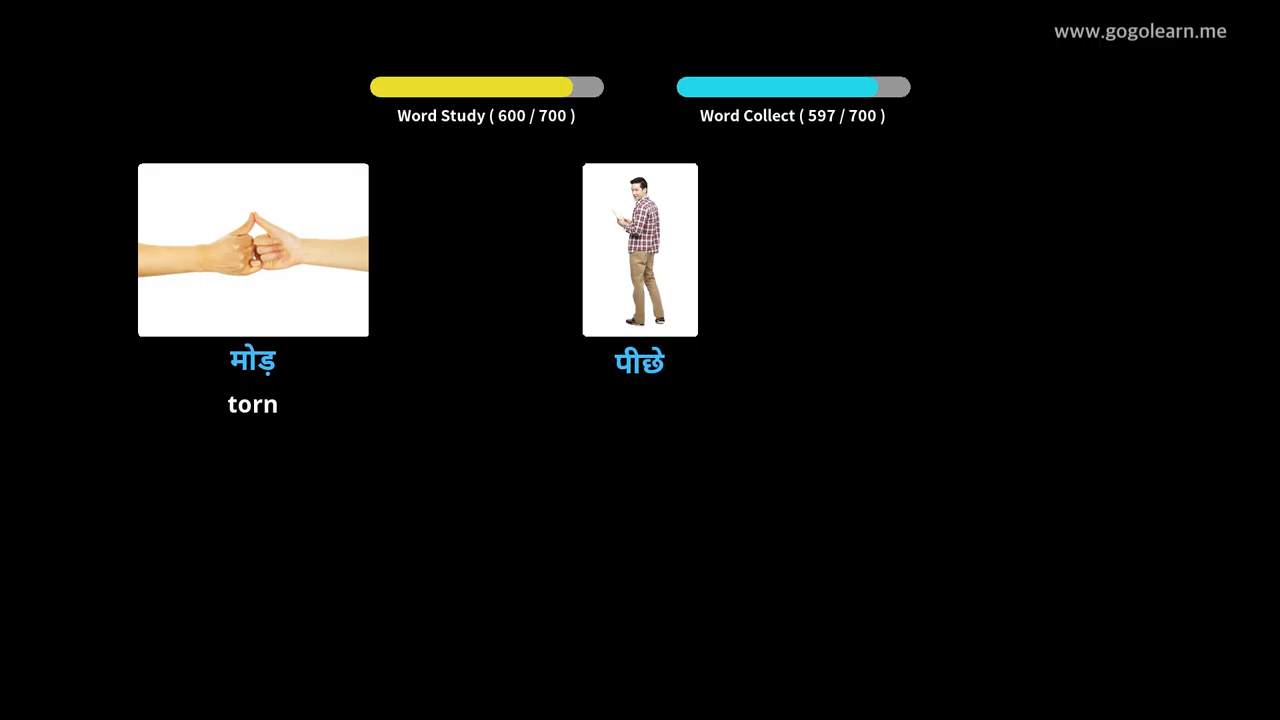 www.gogolearn.me
Word Study ( 600 / 700 )
Word Collect ( 597 / 700 )
मोड़
पीछे
torn